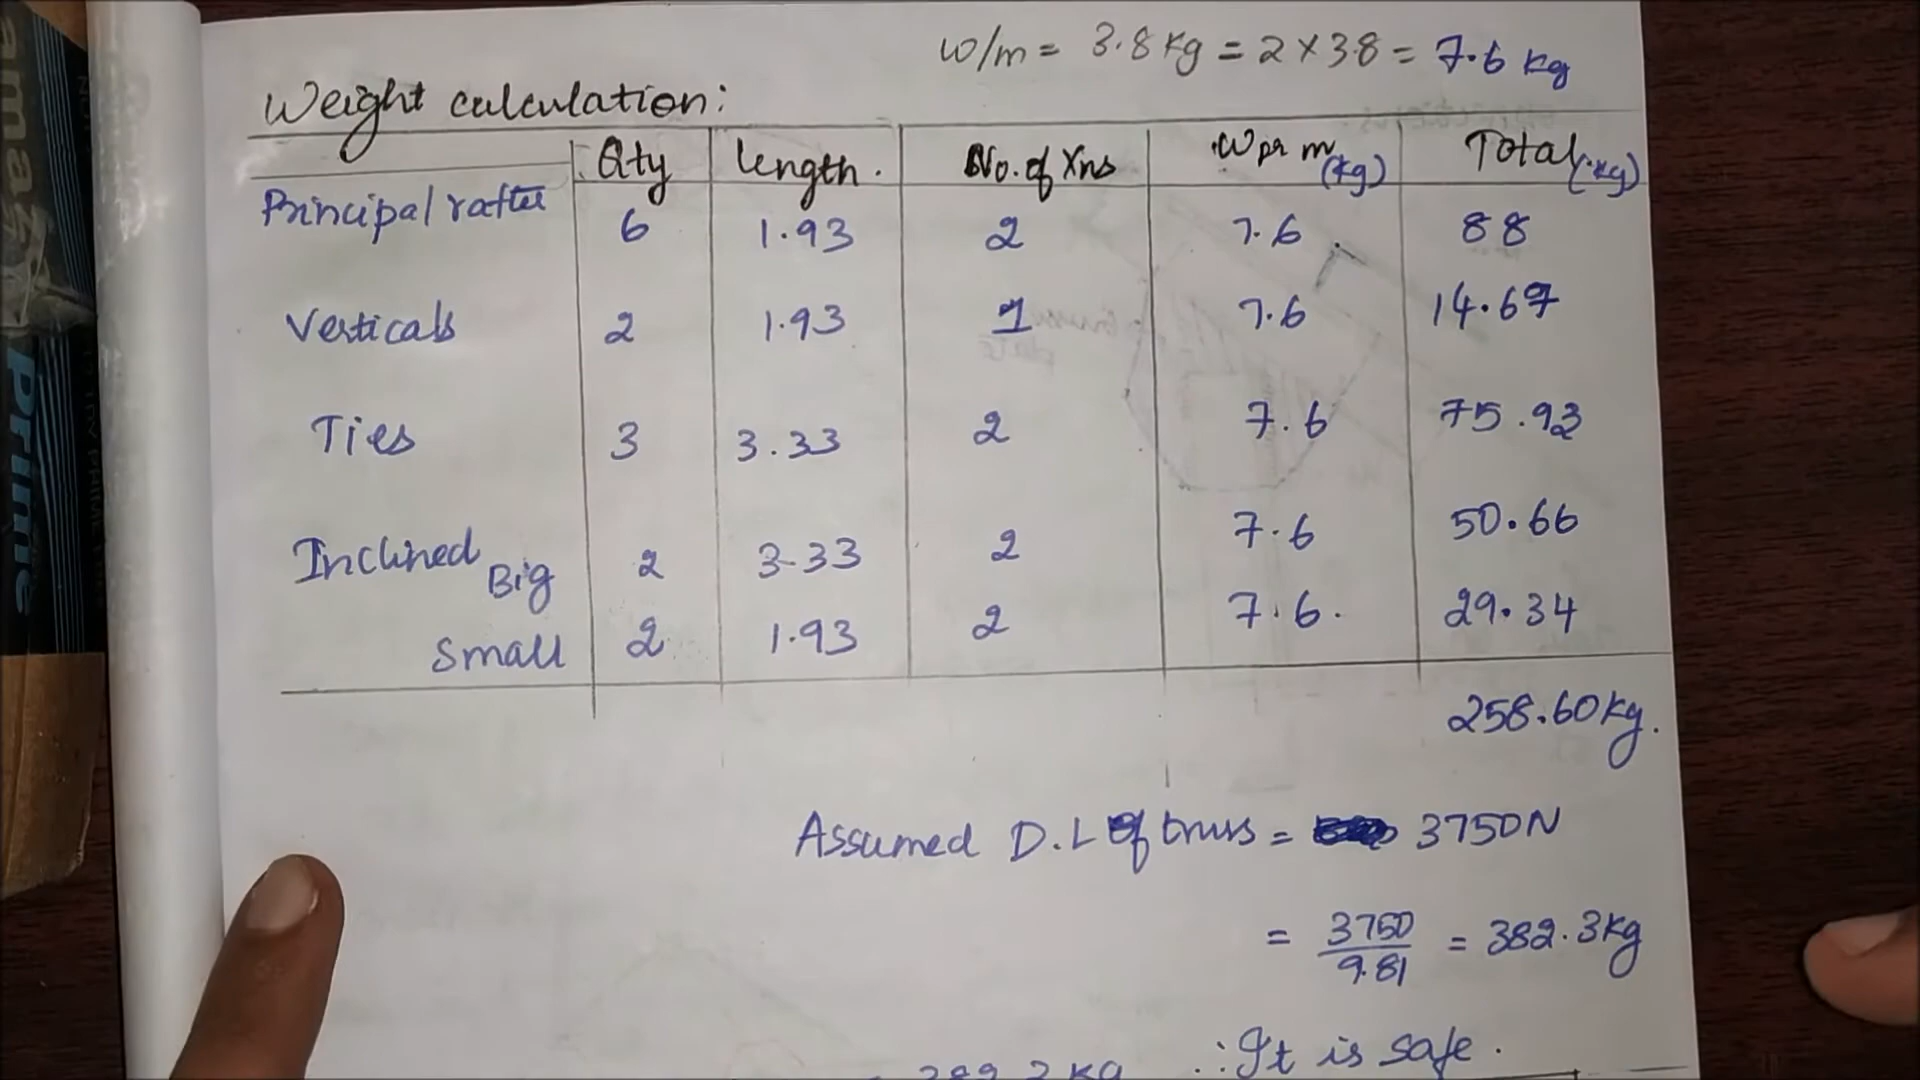 w/m = 3.8 kg = 2 x 3.8 = 7.6 kg
Weight calculation:
Qty length. No. of Xns W pr m (kg) Total (kg)
Principal rafter 6 1.93 2 7.6 88
Verticals 2 1.93 1 7.6 14.67
Ties 3 3.33 2 7.6 75.93
Inclined Big 2 3.33 2 7.6 50.66
Small 2 1.93 2 7.6. 29.34
258.60 kg.
Assumed D.L of truss = 3750N
= 3750/9.81 = 382.3 kg
∴ It is safe.
Prime